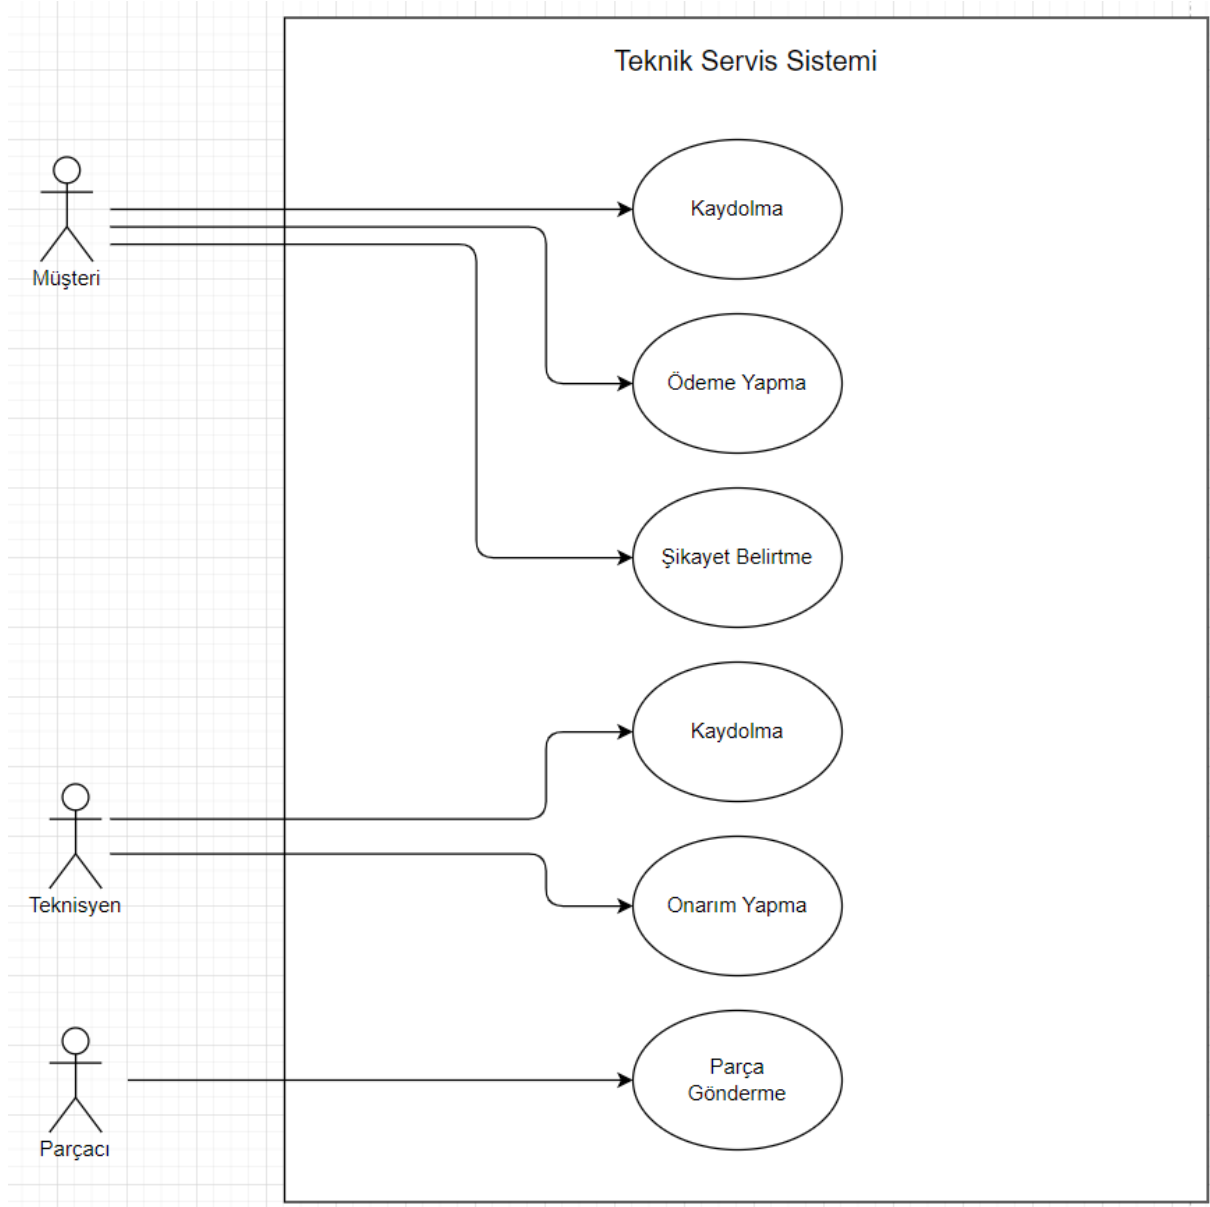 Teknik Servis Sistemi
Kaydolma
Müşteri
Ödeme Yapma
Şikayet Belirtme
Kaydolma
Teknisyen
Onarım Yapma
Parça
Gönderme
Parçacı